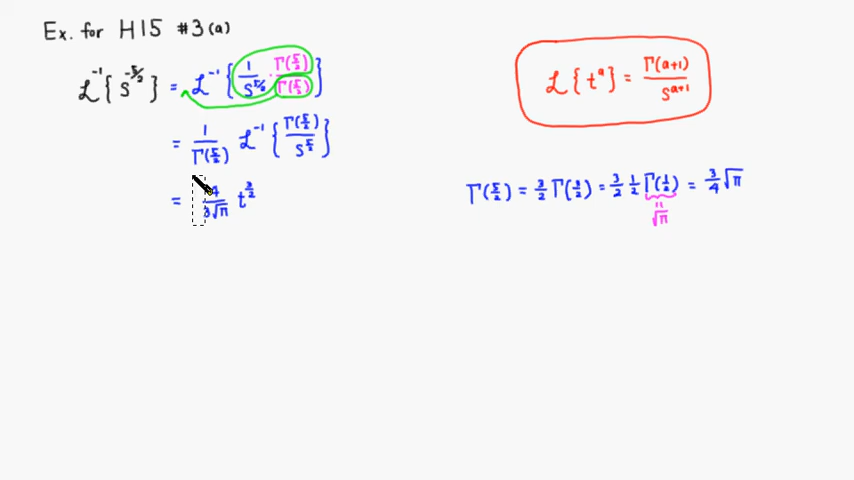 Ex. for H15 #3(a)
ℒ⁻¹{ S^(-5/2) } = ℒ⁻¹{ 1/S^(5/2) · Γ(5/2)/Γ(5/2) }
= 1/Γ(5/2) ℒ⁻¹{ Γ(5/2)/S^(5/2) }
= 4/(3√π) t^(3/2)
ℒ{ t^a } = Γ(a+1)/S^(a+1)
Γ(5/2) = 3/2 Γ(3/2) = 3/2 1/2 Γ(1/2) = 3/4 √π
=
√π